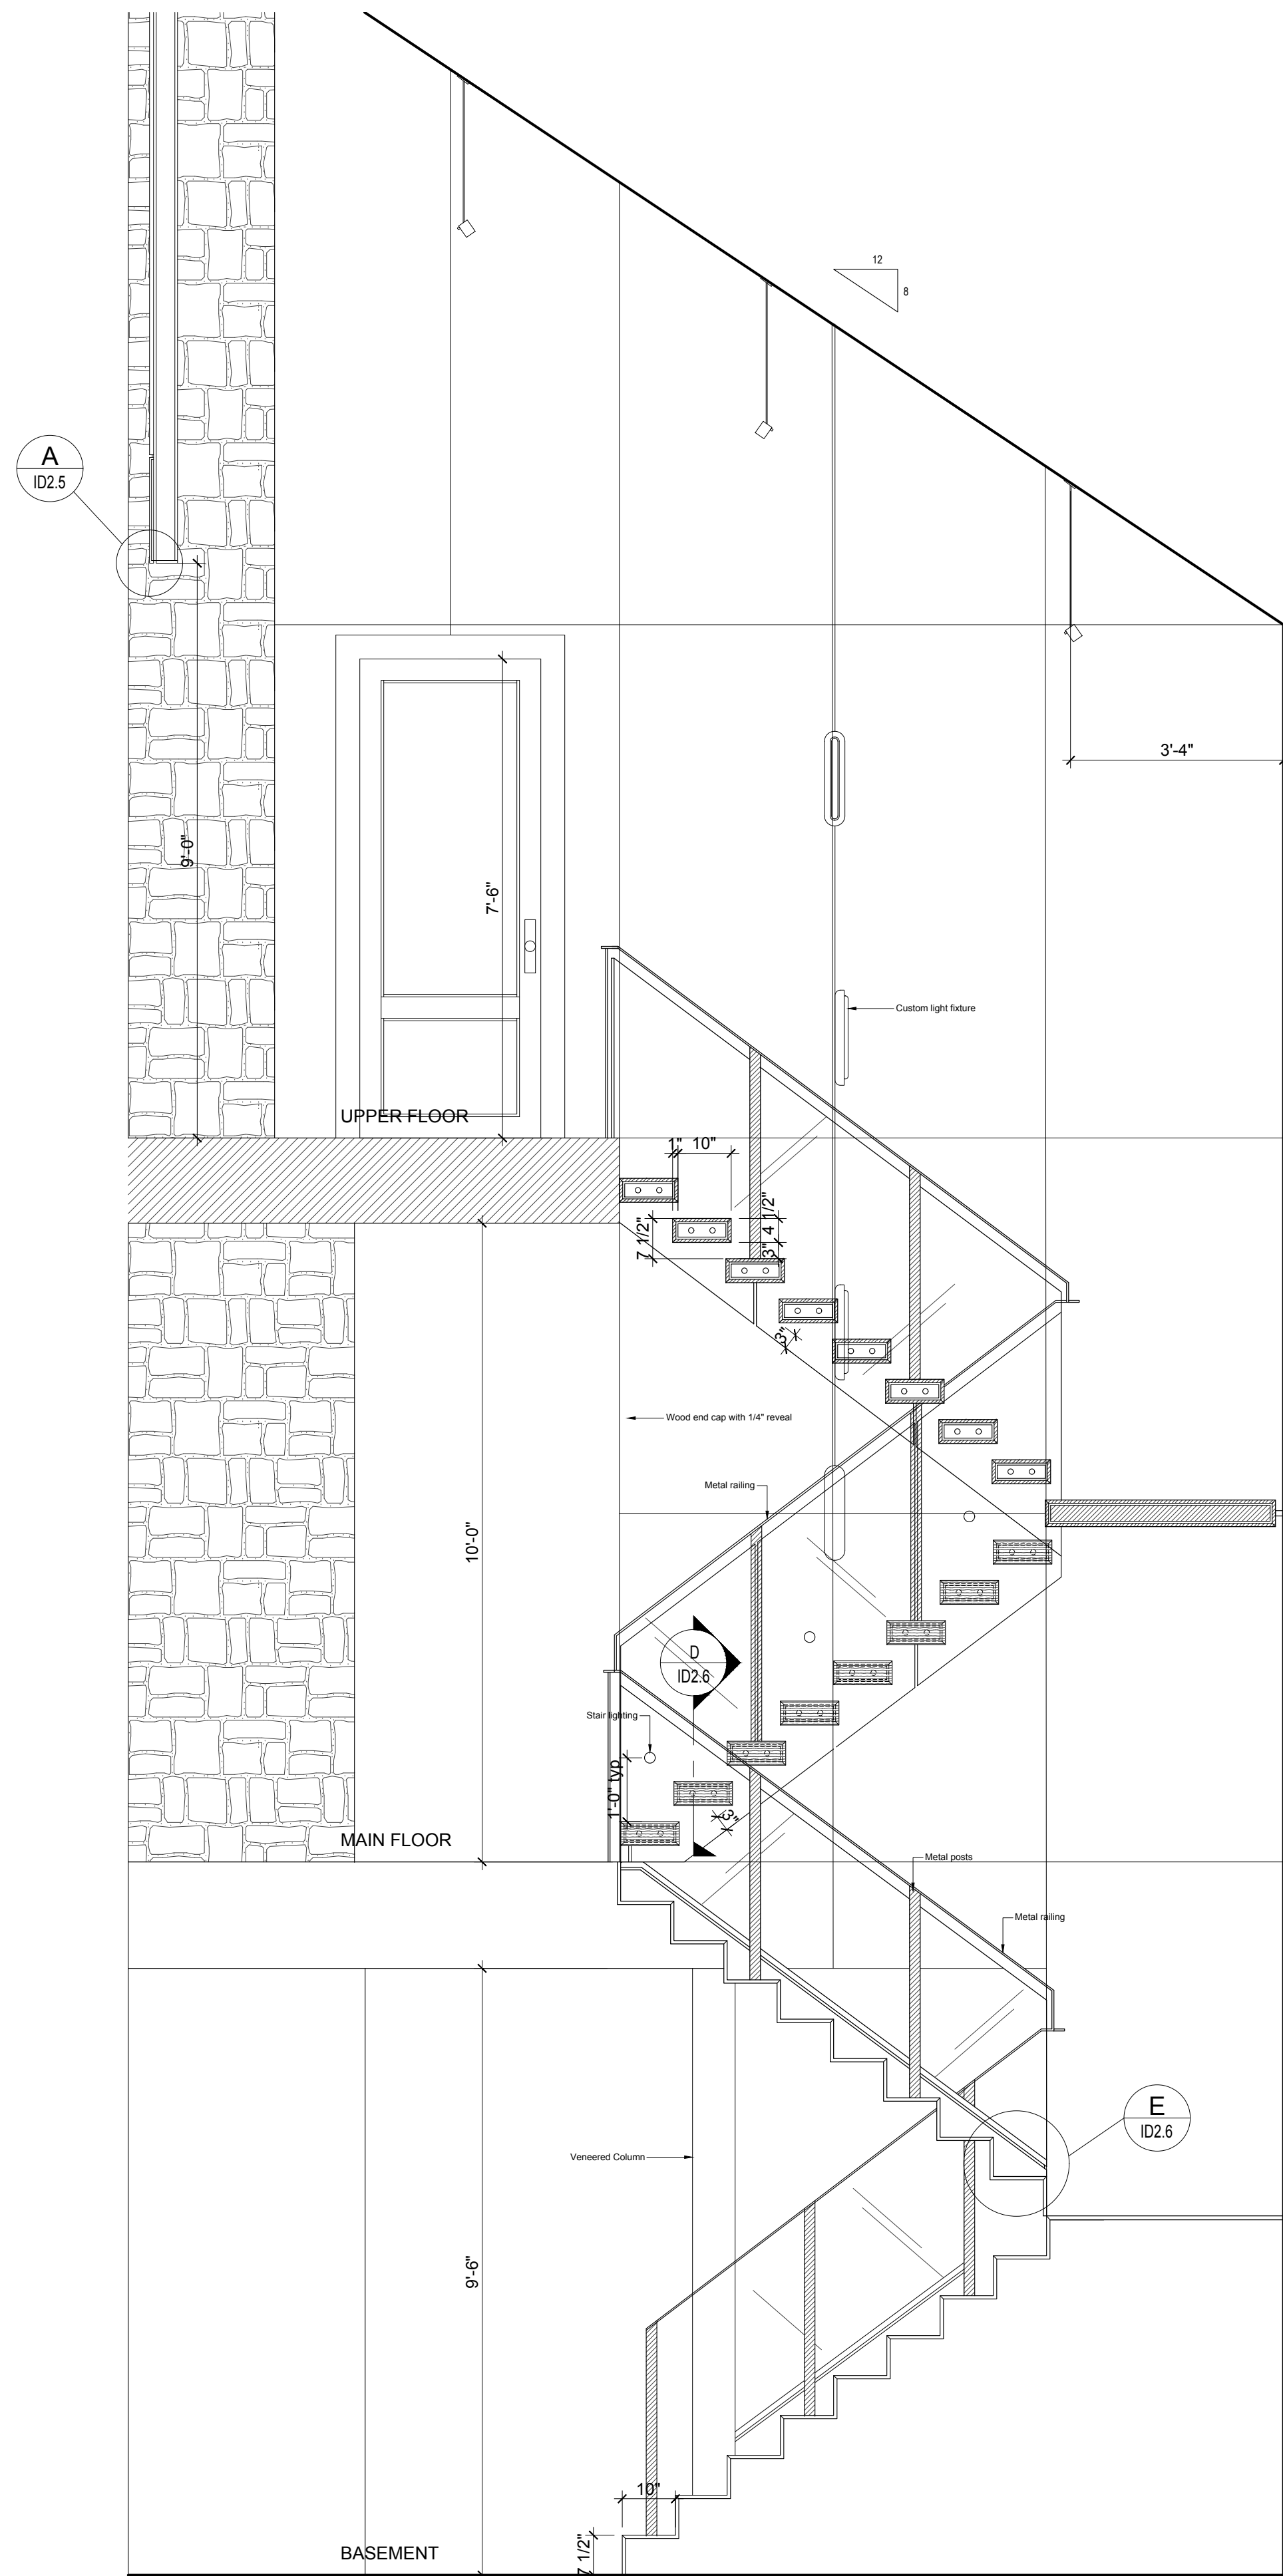 12
8
A
ID2.5
3'-4"
9'-0"
7'-6"
Custom light fixture
UPPER FLOOR
1" 10"
7 1/2"
3" 4 1/2"
3"
Wood end cap with 1/4" reveal
Metal railing
10'-0"
D
ID2.6
Stair lighting
1'-0" typ
3"
MAIN FLOOR
Metal posts
Metal railing
E
ID2.6
Veneered Column
9'-6"
10"
7 1/2"
BASEMENT